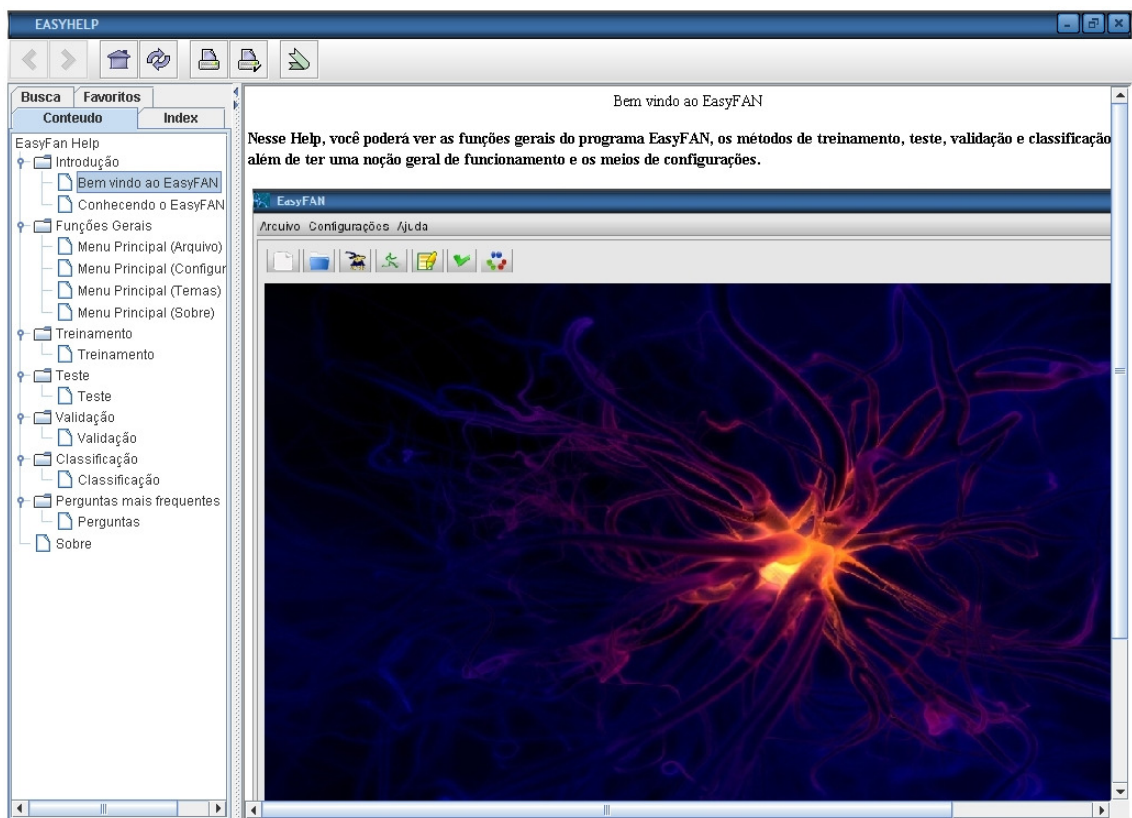 EASYHELP
Busca Favoritos
Conteudo Index
EasyFan Help
Introdução
Bem vindo ao EasyFAN
Conhecendo o EasyFAN
Funções Gerais
Menu Principal (Arquivo)
Menu Principal (Configur
Menu Principal (Temas)
Menu Principal (Sobre)
Treinamento
Treinamento
Teste
Teste
Validação
Validação
Classificação
Classificação
Perguntas mais frequentes
Perguntas
Sobre
Bem vindo ao EasyFAN
Nesse Help, você poderá ver as funções gerais do programa EasyFAN, os métodos de treinamento, teste, validação e classificação
além de ter uma noção geral de funcionamento e os meios de configurações.
EasyFAN
Arquivo Configurações Ajuda